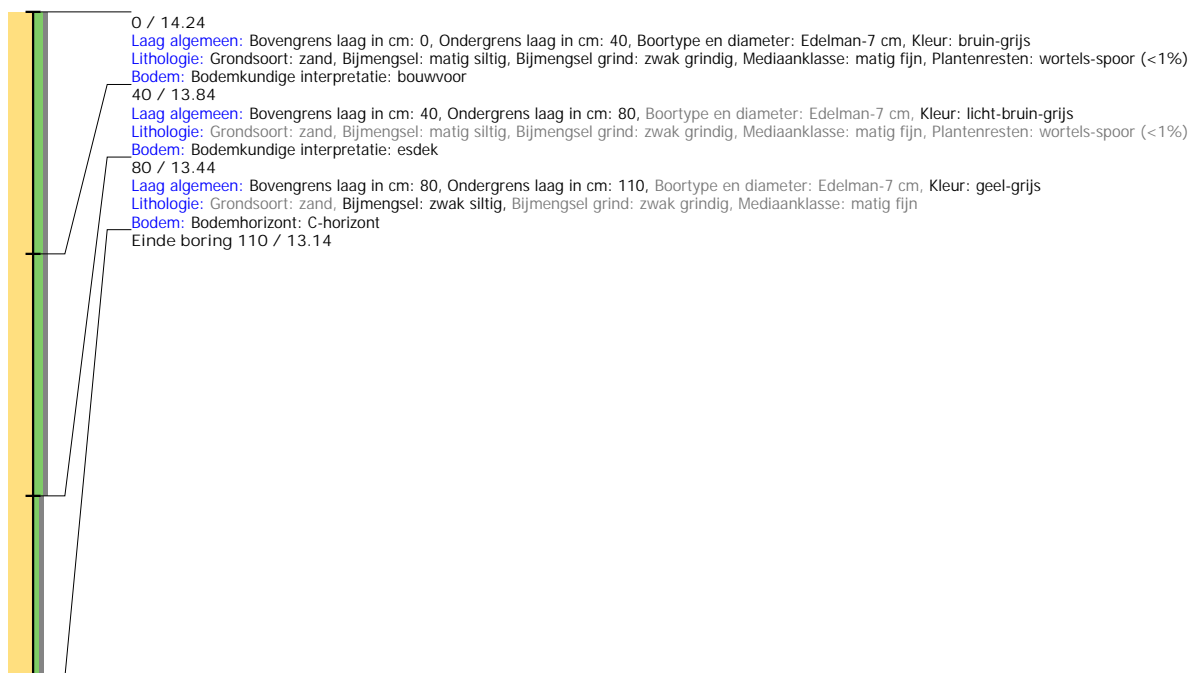 0 / 14.24
Laag algemeen: Bovengrens laag in cm: 0, Ondergrens laag in cm: 40, Boortype en diameter: Edelman-7 cm, Kleur: bruin-grijs
Lithologie: Grondsoort: zand, Bijmengsel: matig siltig, Bijmengsel grind: zwak grindig, Mediaanklasse: matig fijn, Plantenresten: wortels-spoor (<1%)
Bodem: Bodemkundige interpretatie: bouwvoor
40 / 13.84
Laag algemeen: Bovengrens laag in cm: 40, Ondergrens laag in cm: 80, Boortype en diameter: Edelman-7 cm, Kleur: licht-bruin-grijs
Lithologie: Grondsoort: zand, Bijmengsel: matig siltig, Bijmengsel grind: zwak grindig, Mediaanklasse: matig fijn, Plantenresten: wortels-spoor (<1%)
Bodem: Bodemkundige interpretatie: esdek
80 / 13.44
Laag algemeen: Bovengrens laag in cm: 80, Ondergrens laag in cm: 110, Boortype en diameter: Edelman-7 cm, Kleur: geel-grijs
Lithologie: Grondsoort: zand, Bijmengsel: zwak siltig, Bijmengsel grind: zwak grindig, Mediaanklasse: matig fijn
Bodem: Bodemhorizont: C-horizont
Einde boring 110 / 13.14